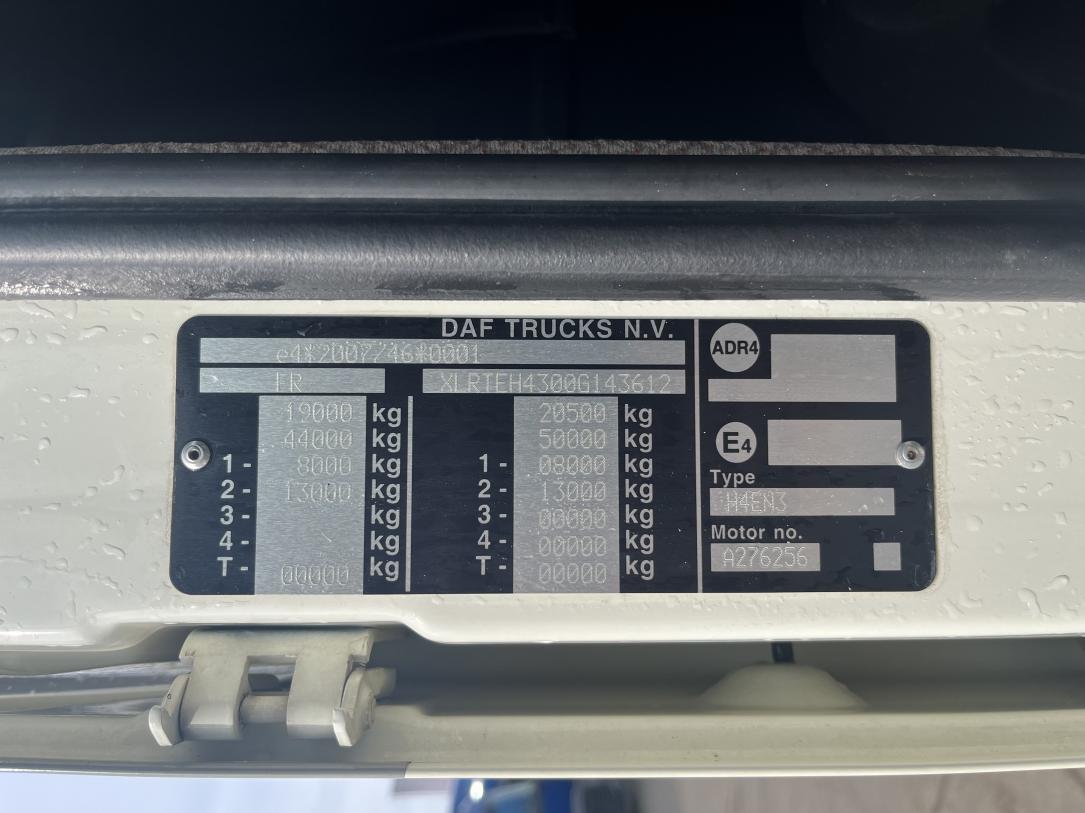 DAF TRUCKS N.V.
e4*2007/46*0001
FR XLRTEH4300G143612
19000 kg 20500 kg
44000 kg 50000 kg
1- 8000 kg 1- 08000 kg
2- 13000 kg 2- 13000 kg
3- kg 3- 00000 kg
4- kg 4- 00000 kg
T- 00000 kg T- 00000 kg
ADR4
E4
Type
H4EN3
Motor no.
A276256